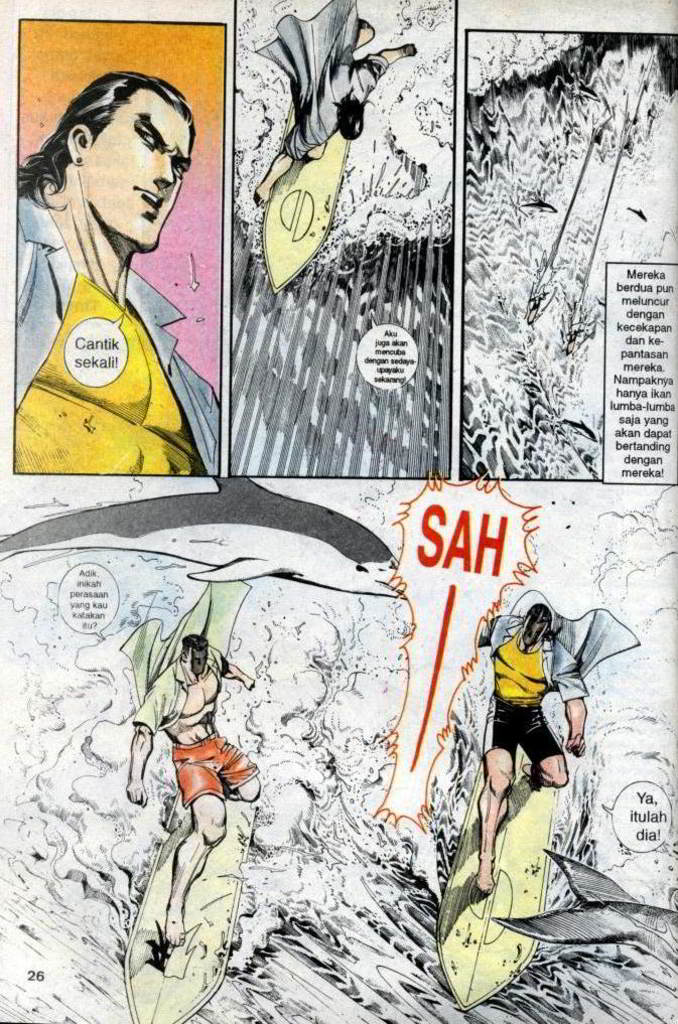 Cantik
sekali!
Aku
juga akan
mencuba
dengan sedaya-
upayaku
sekarang!
Mereka
berdua pun
meluncur
dengan
kecekapan
dan ke-
pantasan
mereka.
Nampaknya
hanya ikan
lumba-lumba
saja yang
akan dapat
bertanding
dengan
mereka!
SAH
Adik,
inikah
perasaan
yang kau
katakan
itu?
Ya,
itulah
dia!
26